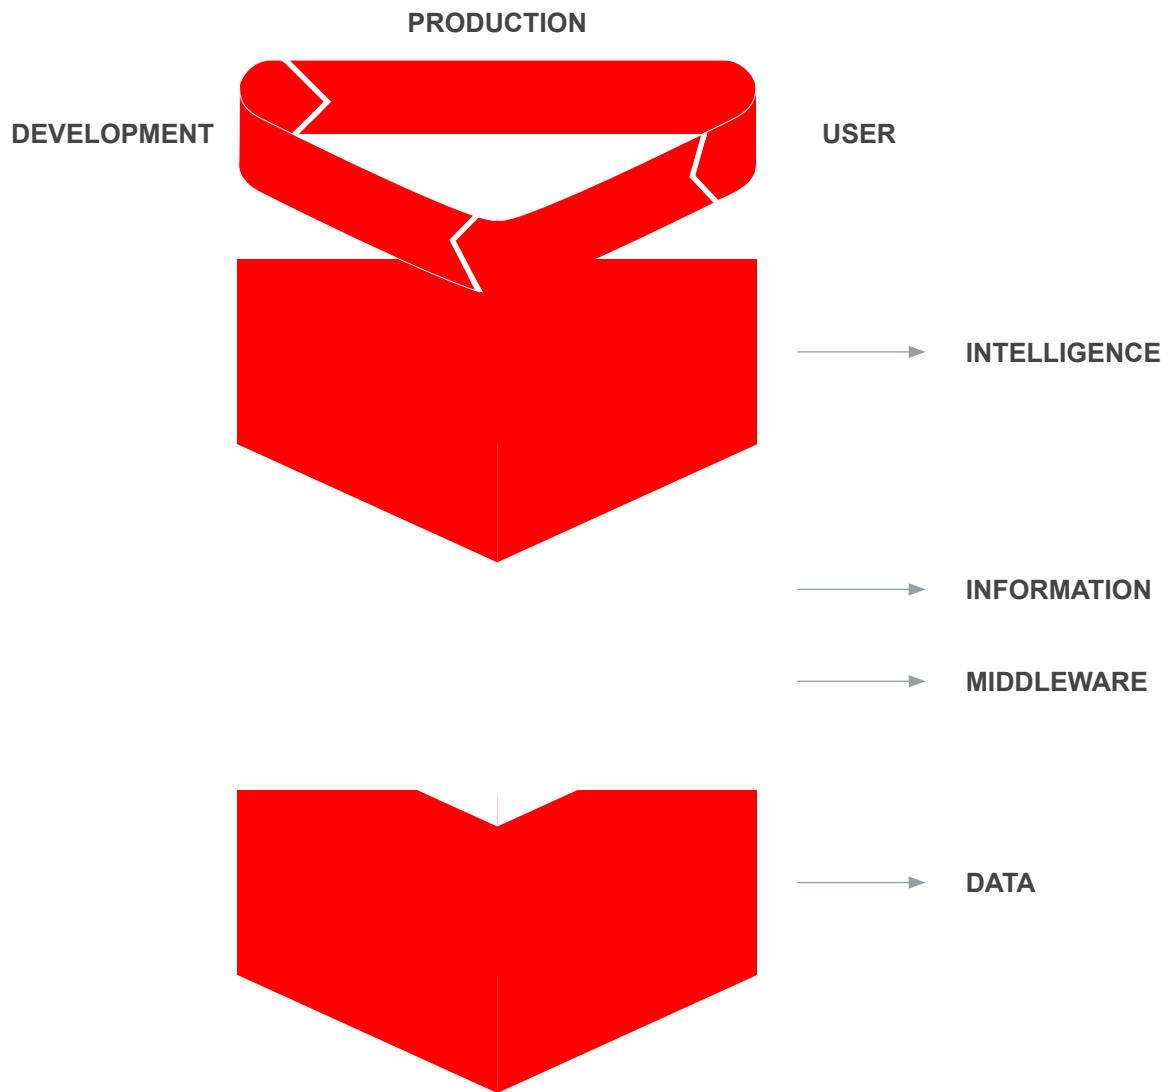 PRODUCTION
DEVELOPMENT
USER
INTELLIGENCE
INFORMATION
MIDDLEWARE
DATA